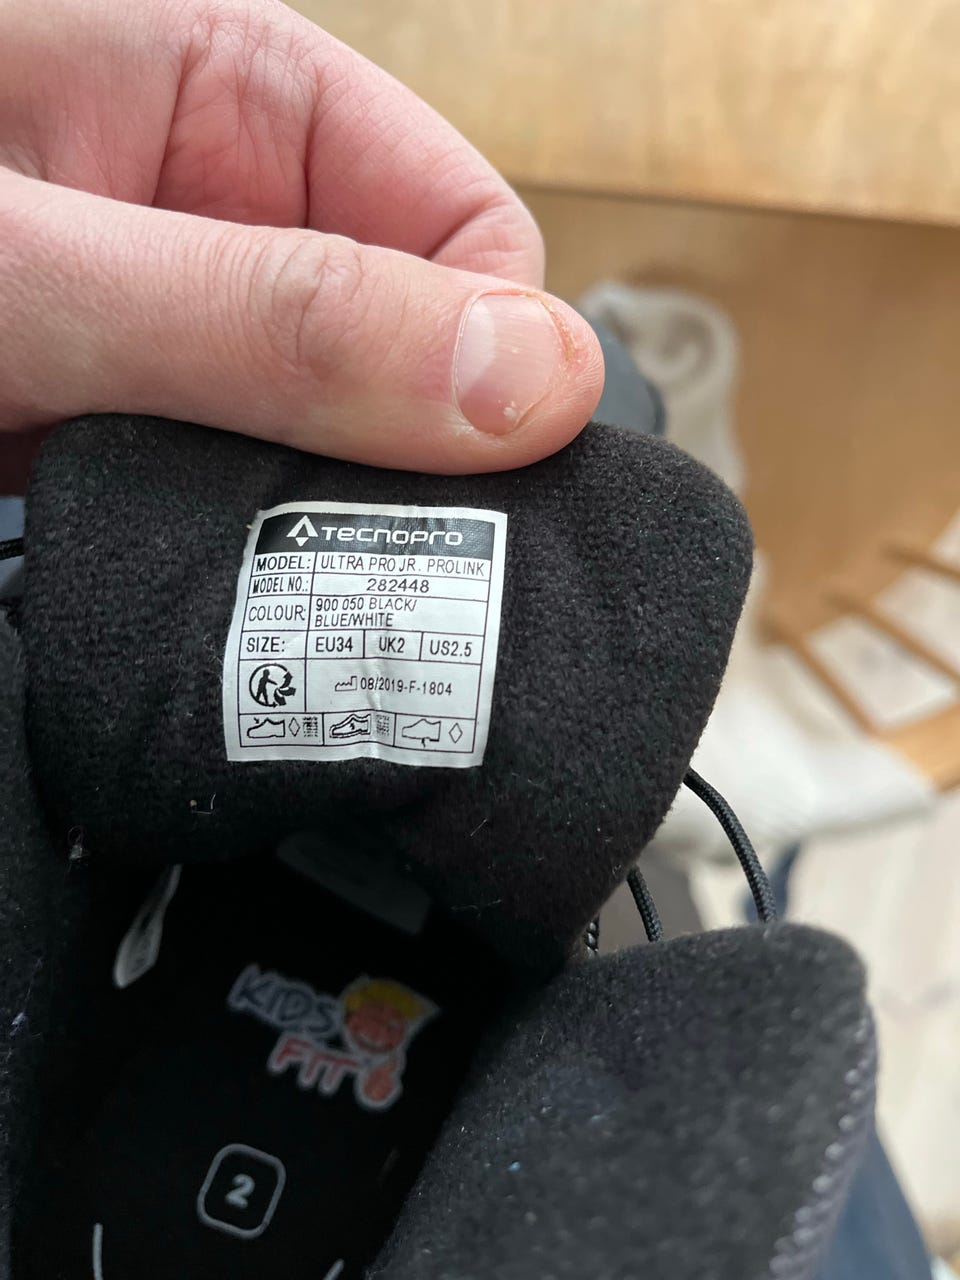 TECNOPRO
MODEL: ULTRA PRO JR. PROLINK
MODEL NO.: 282448
COLOUR: 900 050 BLACK/
BLUE/WHITE
SIZE: EU34 UK2 US2.5
08/2019-F-1804
KIDS
FIT
2